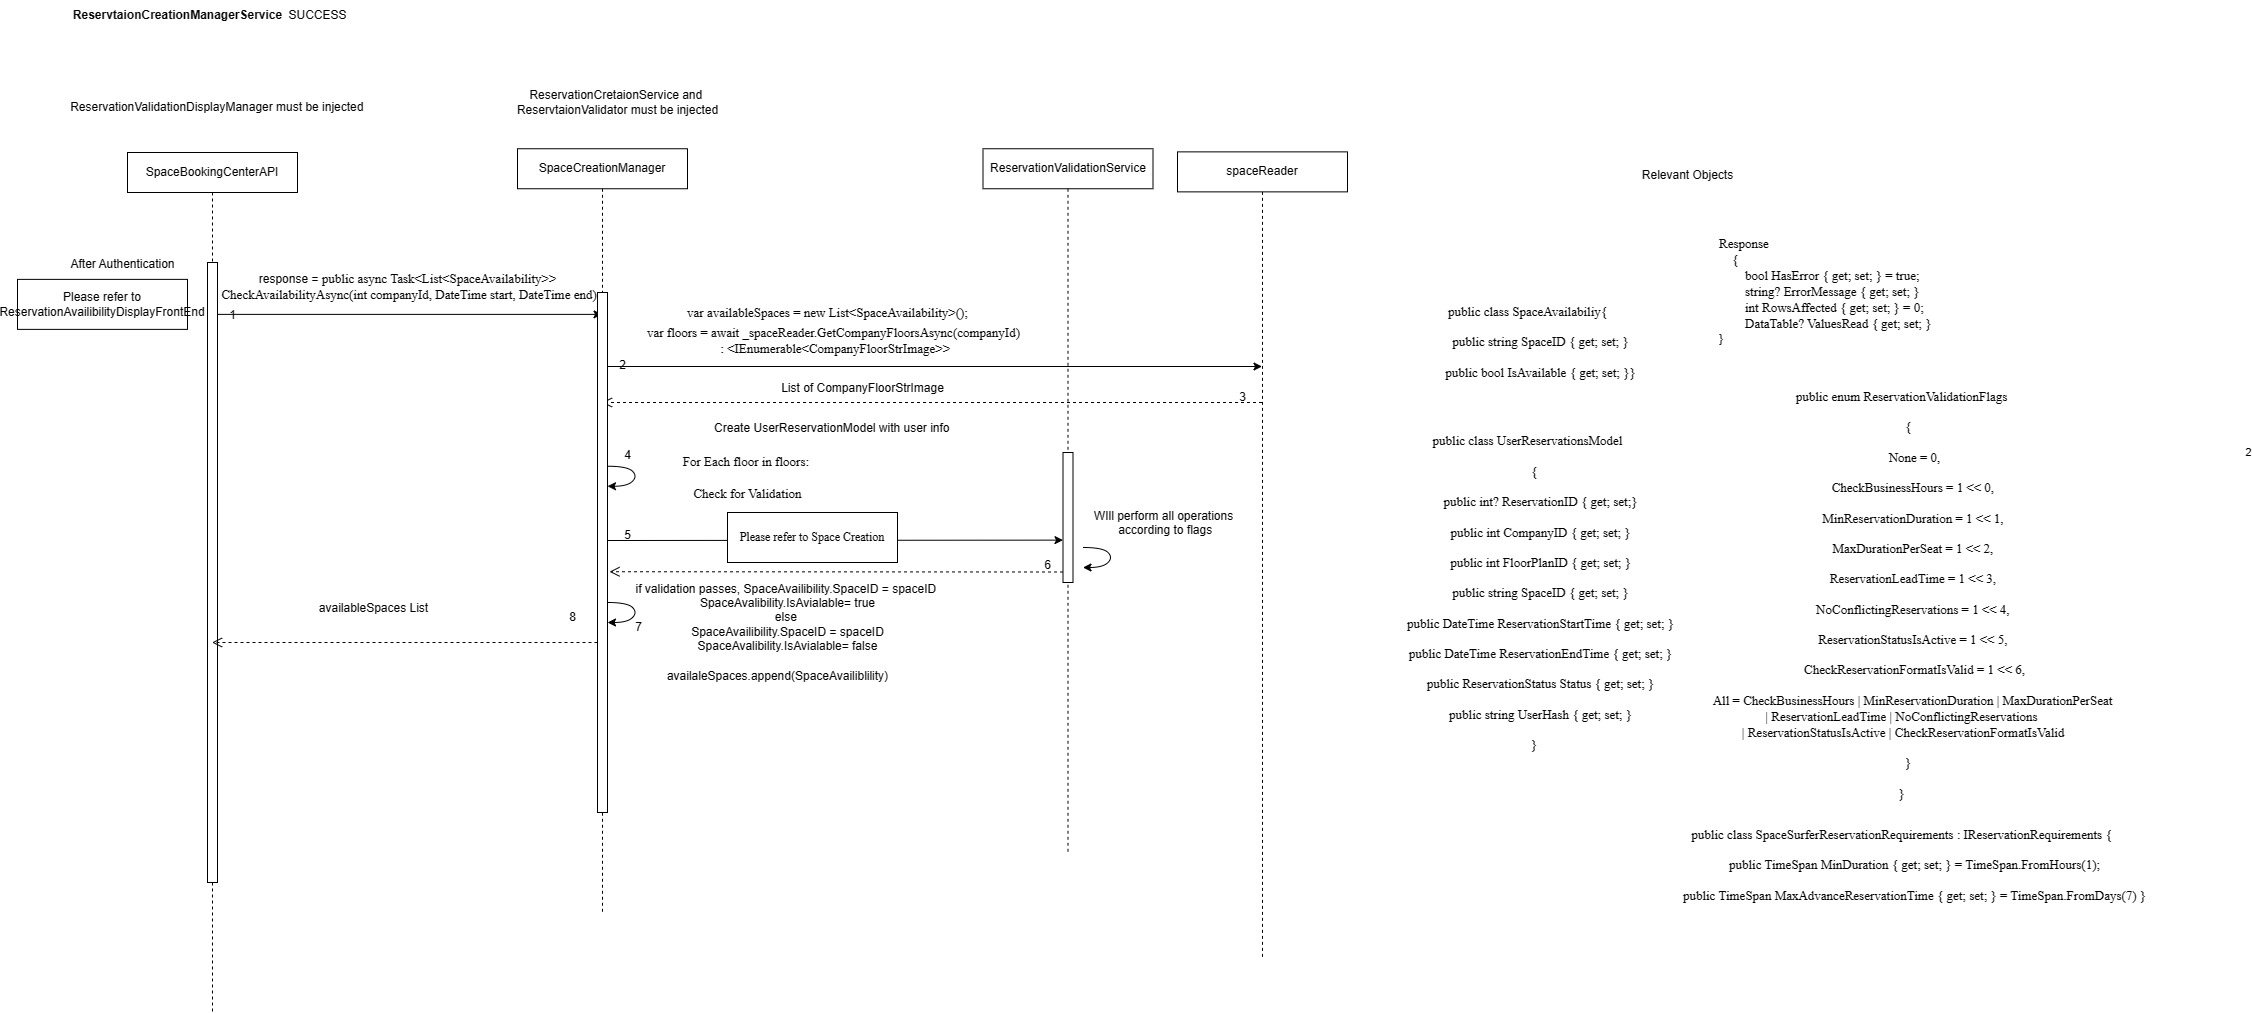 ReservtaionCreationManagerService SUCCESS
ReservationValidationDisplayManager must be injected
ReservationCretaionService and
ReservtaionValidator must be injected
SpaceBookingCenterAPI
SpaceCreationManager
ReservationValidationService
spaceReader
After Authentication
Please refer to
ReservationAvailibilityDisplayFrontEnd
response = public async Task<List<SpaceAvailability>>
CheckAvailabilityAsync(int companyId, DateTime start, DateTime end)
1
var availableSpaces = new List<SpaceAvailability>();
var floors = await _spaceReader.GetCompanyFloorsAsync(companyId)
: <IEnumerable<CompanyFloorStrImage>>
2
List of CompanyFloorStrImage
3
Create UserReservationModel with user info
4
For Each floor in floors:
Check for Validation
5
Please refer to Space Creation
WIll perform all operations
according to flags
6
if validation passes, SpaceAvailibility.SpaceID = spaceID
SpaceAvalibility.IsAvialable= true
else
SpaceAvailibility.SpaceID = spaceID
SpaceAvalibility.IsAvialable= false
7
availaleSpaces.append(SpaceAvailiblility)
availableSpaces List
8
Relevant Objects
public class SpaceAvailabiliy{
public string SpaceID { get; set; }
public bool IsAvailable { get; set; }}
public class UserReservationsModel
{
public int? ReservationID { get; set;}
public int CompanyID { get; set; }
public int FloorPlanID { get; set; }
public string SpaceID { get; set; }
public DateTime ReservationStartTime { get; set; }
public DateTime ReservationEndTime { get; set; }
public ReservationStatus Status { get; set; }
public string UserHash { get; set; }
}
Response
{
bool HasError { get; set; } = true;
string? ErrorMessage { get; set; }
int RowsAffected { get; set; } = 0;
DataTable? ValuesRead { get; set; }
}
public enum ReservationValidationFlags
{
None = 0,
CheckBusinessHours = 1 << 0,
MinReservationDuration = 1 << 1,
MaxDurationPerSeat = 1 << 2,
ReservationLeadTime = 1 << 3,
NoConflictingReservations = 1 << 4,
ReservationStatusIsActive = 1 << 5,
CheckReservationFormatIsValid = 1 << 6,
All = CheckBusinessHours | MinReservationDuration | MaxDurationPerSeat
| ReservationLeadTime | NoConflictingReservations
| ReservationStatusIsActive | CheckReservationFormatIsValid
}
}
public class SpaceSurferReservationRequirements : IReservationRequirements {
public TimeSpan MinDuration { get; set; } = TimeSpan.FromHours(1);
public TimeSpan MaxAdvanceReservationTime { get; set; } = TimeSpan.FromDays(7) }
2